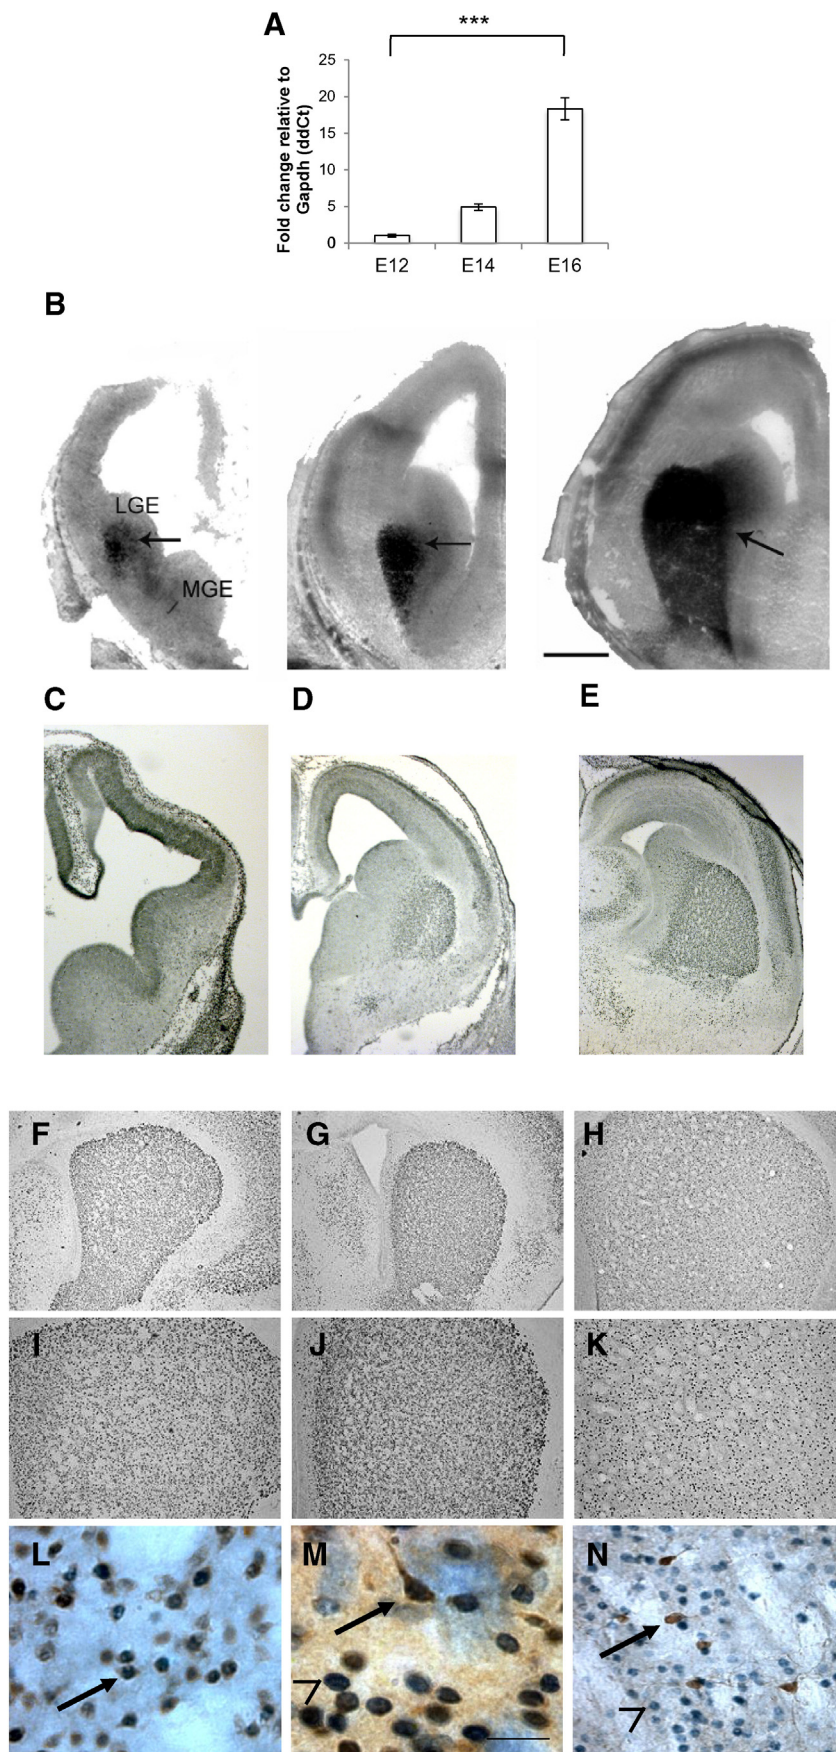 A
***
Fold change relative to
Gapdh (ddCt)
25
20
15
10
5
0
E12 E14 E16
B
LGE
MGE
C D E
F G H
I J K
L M N